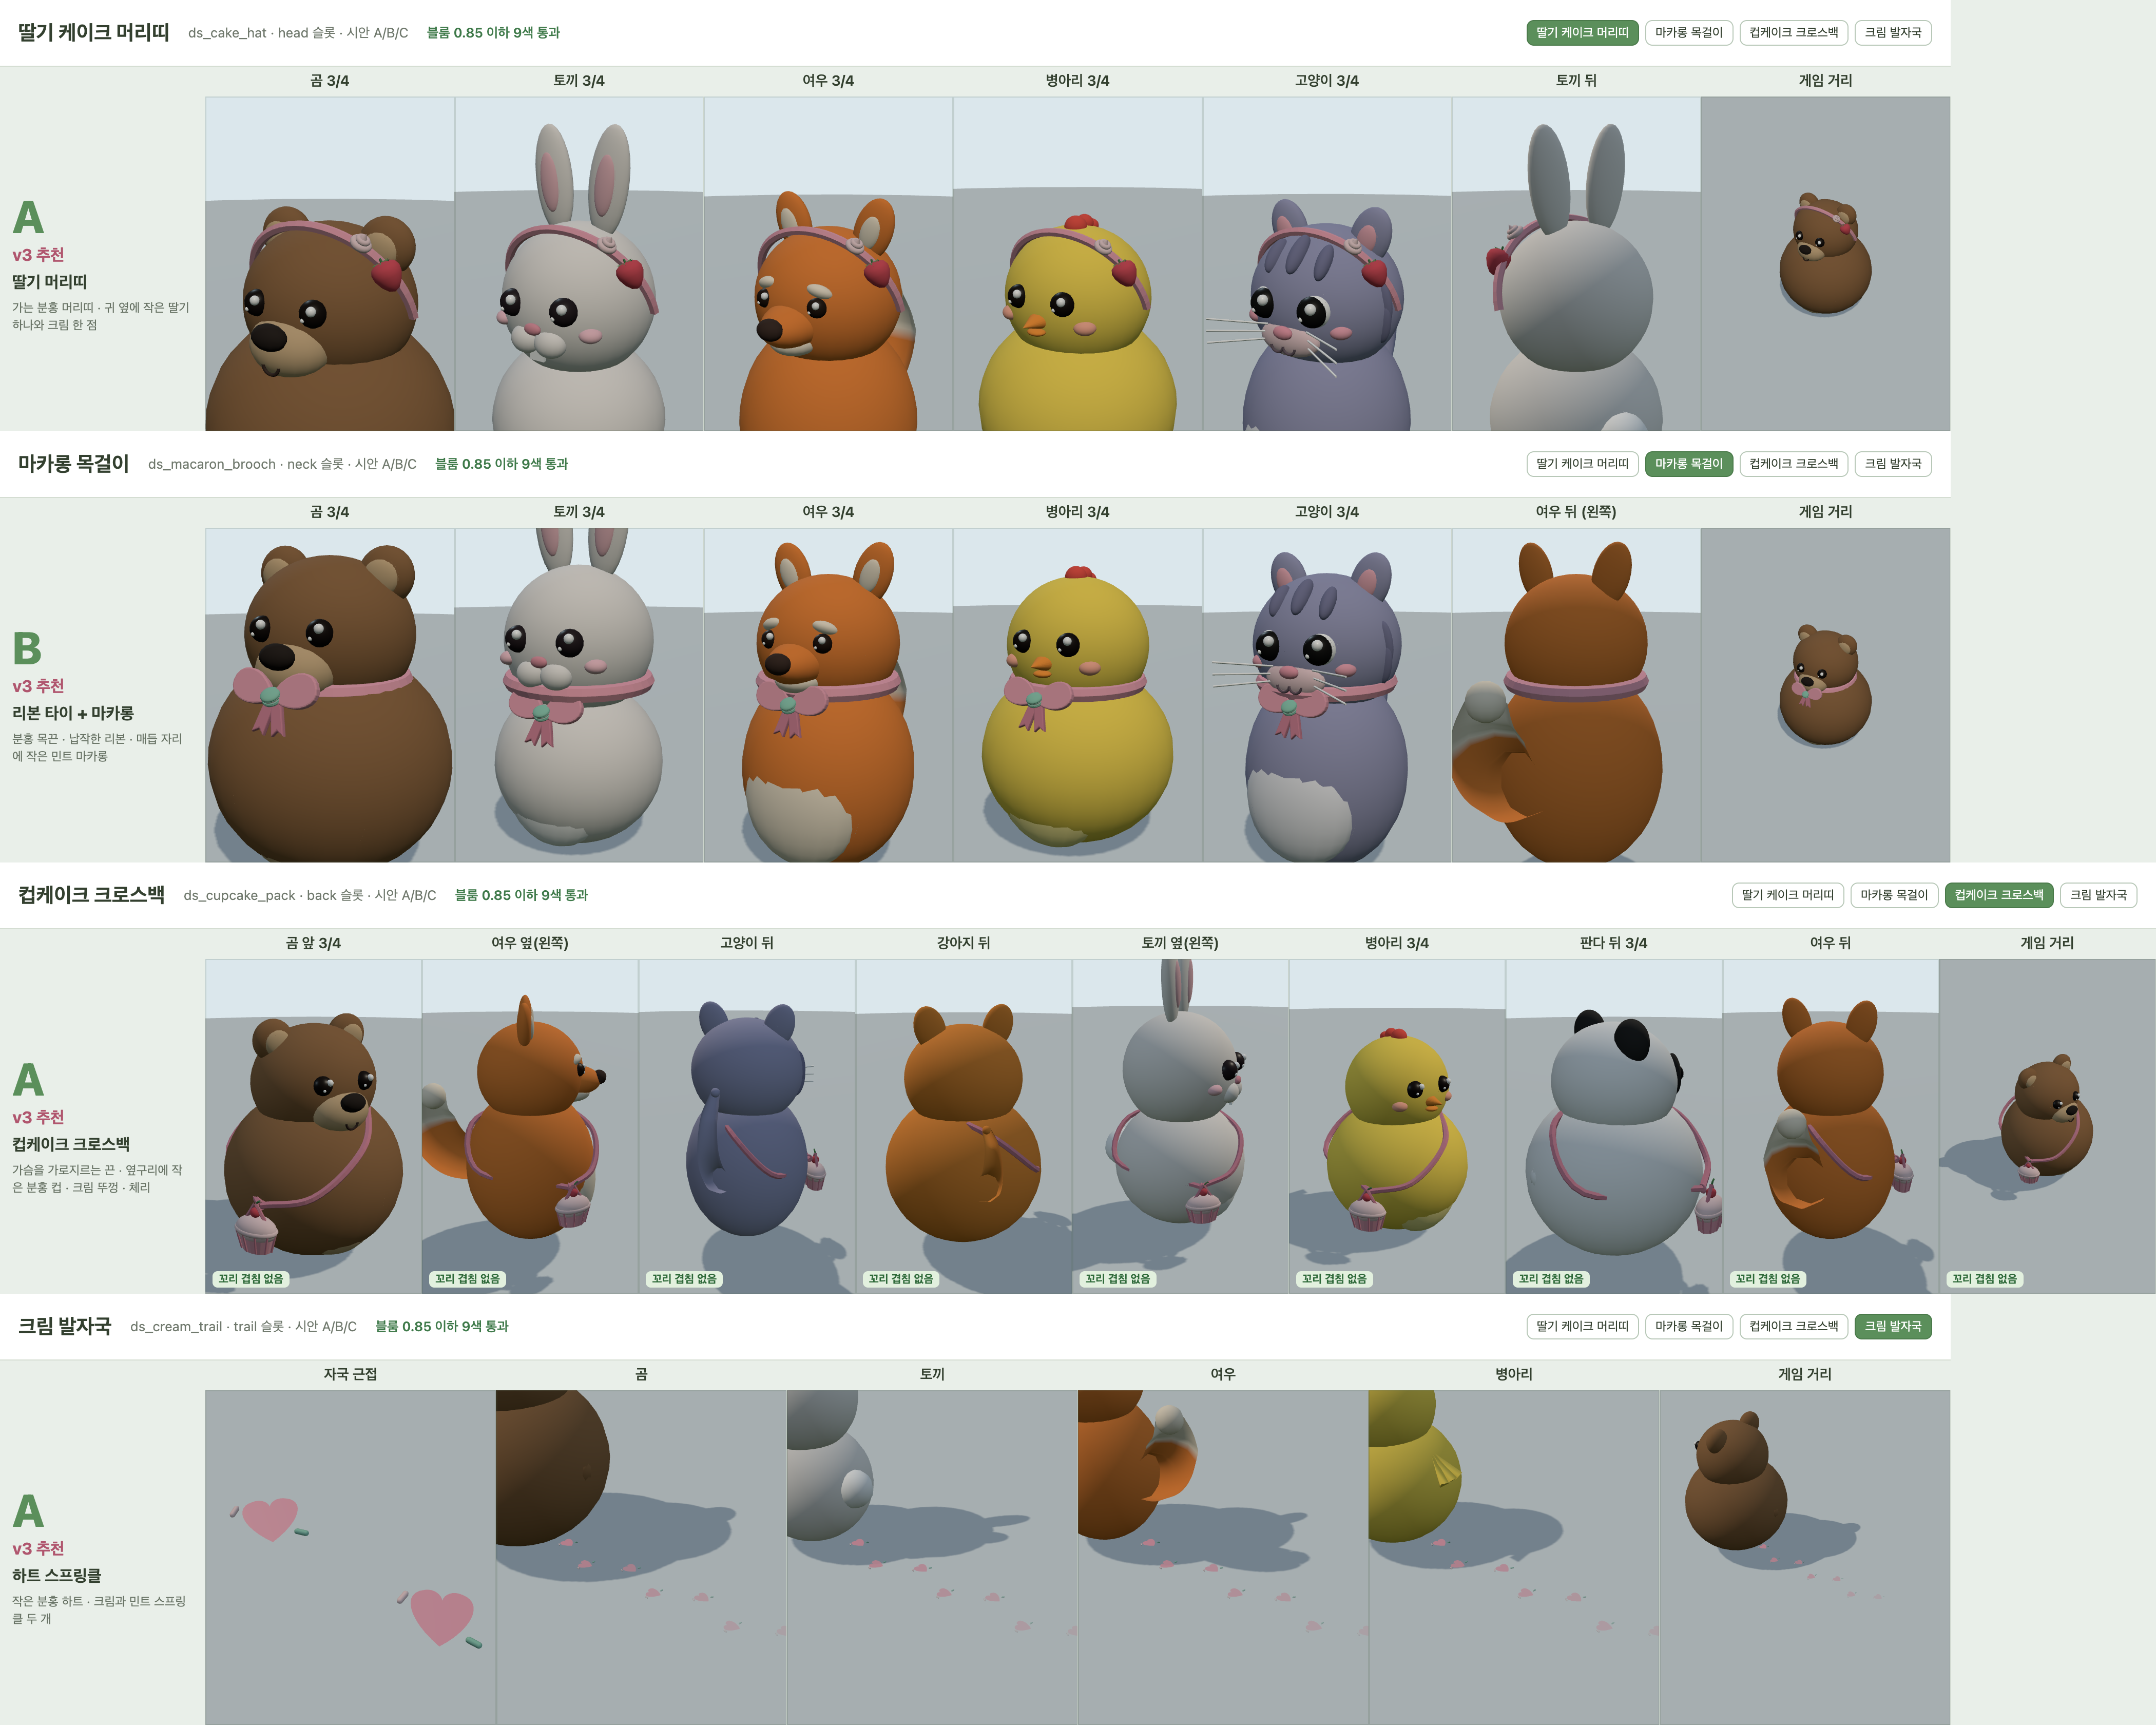 딸기 케이크 머리띠 ds_cake_hat · head 슬롯 · 시안 A/B/C 블룸 0.85 이하 9색 통과 딸기 케이크 머리띠 마카롱 목걸이 컵케이크 크로스백 크림 발자국
곰 3/4 토끼 3/4 여우 3/4 병아리 3/4 고양이 3/4 토끼 뒤 게임 거리
A
v3 추천
딸기 머리띠
가는 분홍 머리띠 · 귀 옆에 작은 딸기
하나와 크림 한 점
마카롱 목걸이 ds_macaron_brooch · neck 슬롯 · 시안 A/B/C 블룸 0.85 이하 9색 통과 딸기 케이크 머리띠 마카롱 목걸이 컵케이크 크로스백 크림 발자국
곰 3/4 토끼 3/4 여우 3/4 병아리 3/4 고양이 3/4 여우 뒤 (왼쪽) 게임 거리
B
v3 추천
리본 타이 + 마카롱
분홍 목끈 · 납작한 리본 · 매듭 자리
에 작은 민트 마카롱
컵케이크 크로스백 ds_cupcake_pack · back 슬롯 · 시안 A/B/C 블룸 0.85 이하 9색 통과 딸기 케이크 머리띠 마카롱 목걸이 컵케이크 크로스백 크림 발자국
곰 앞 3/4 여우 옆(왼쪽) 고양이 뒤 강아지 뒤 토끼 옆(왼쪽) 병아리 3/4 판다 뒤 3/4 여우 뒤 게임 거리
A
v3 추천
컵케이크 크로스백
가슴을 가로지르는 끈 · 옆구리에 작
은 분홍 컵 · 크림 뚜껑 · 체리
꼬리 겹침 없음 꼬리 겹침 없음 꼬리 겹침 없음 꼬리 겹침 없음 꼬리 겹침 없음 꼬리 겹침 없음 꼬리 겹침 없음 꼬리 겹침 없음 꼬리 겹침 없음
크림 발자국 ds_cream_trail · trail 슬롯 · 시안 A/B/C 블룸 0.85 이하 9색 통과 딸기 케이크 머리띠 마카롱 목걸이 컵케이크 크로스백 크림 발자국
자국 근접 곰 토끼 여우 병아리 게임 거리
A
v3 추천
하트 스프링클
작은 분홍 하트 · 크림과 민트 스프링
클 두 개